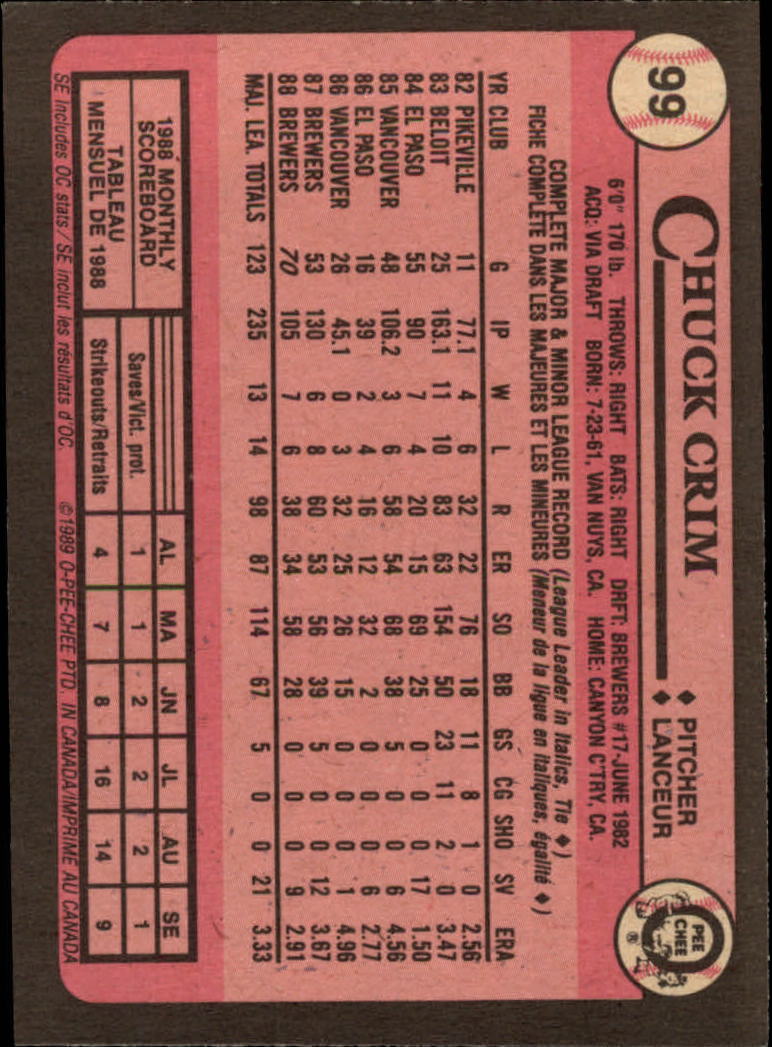 99
CHUCK CRIM
♦ PITCHER
♦ LANCEUR
O PEE CHEE ®
6'0" 170 lb. THROWS: RIGHT BATS: RIGHT DRFT: BREWERS #17-JUNE 1982
ACQ: VIA DRAFT BORN: 7-23-61, VAN NUYS, CA. HOME: CANYON C'TRY, CA.
COMPLETE MAJOR & MINOR LEAGUE RECORD (League Leader in Italics, Tie ♦)
FICHE COMPLÈTE DANS LES MAJEURES ET LES MINEURES (Meneur de la ligue en italiques, égalité ♦)
YR CLUB G IP W L R ER SO BB GS CG SHO SV ERA
82 PIKEVILLE 11 77.1 4 6 32 22 76 18 11 8 1 0 2.56
83 BELOIT 25 163.1 11 10 83 63 154 50 23 11 2 0 3.47
84 EL PASO 55 90 7 4 20 15 69 25 0 0 0 17 1.50
85 VANCOUVER 48 106.2 3 6 58 54 68 38 5 0 0 6 4.56
86 EL PASO 16 39 2 4 16 12 32 2 0 0 0 6 2.77
86 VANCOUVER 26 45.1 0 3 32 25 26 15 0 0 0 1 4.96
87 BREWERS 53 130 6 8 60 53 56 39 5 0 0 12 3.67
88 BREWERS 70 105 7 6 38 34 58 28 0 0 0 9 2.91
MAJ. LEA. TOTALS 123 235 13 14 98 87 114 67 5 0 0 21 3.33
1988 MONTHLY SCOREBOARD
TABLEAU MENSUEL DE 1988
AL MA JN JL AU SE
Saves/Vict. prot. 1 1 2 2 2 1
Strikeouts/Retraits 4 7 8 16 14 9
SE Includes OC stats / SE inclut les résultats d'OC. ©1989 O-PEE-CHEE PTD. IN CANADA/IMPRIME AU CANADA